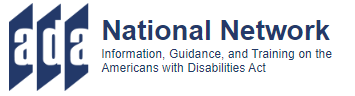 ada
National Network
Information, Guidance, and Training on the
Americans with Disabilities Act